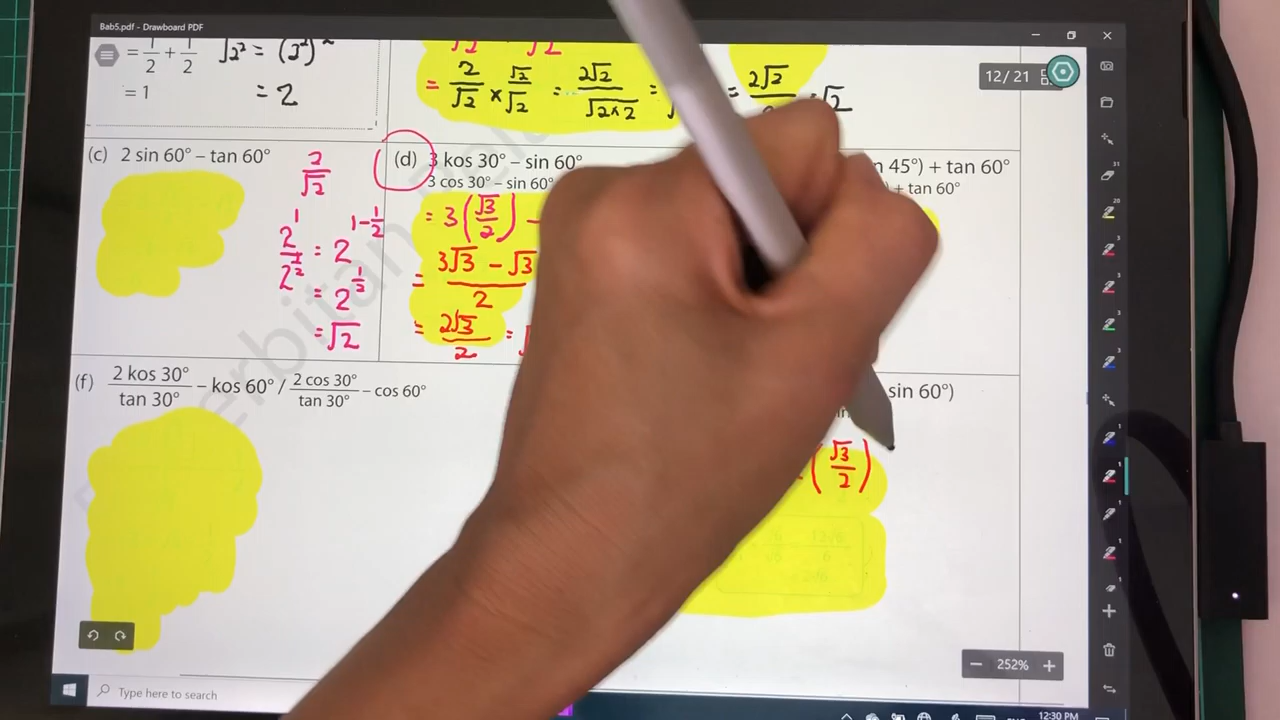 Bab5.pdf - Drawboard PDF
= 1/2 + 1/2
= 1
= 2
= 2/√2 × √2/√2 = 2√2/√2×2 =
= 2√2
= √2
12 / 21
(c) 2 sin 60° – tan 60°
2/√2
2^1/2^1/2 = 2^1-1/2
= 2^1/2
= √2
(d) 3 kos 30° – sin 60°
3 cos 30° – sin 60°
= 3(√3/2) –
= 3√3 – √3/2
= 2√3/2 =
45°) + tan 60°
+ tan 60°
(f) 2 kos 30°/tan 30° – kos 60° / 2 cos 30°/tan 30° – cos 60°
sin 60°)
(√3/2)
252%
Type here to search
12:30 PM